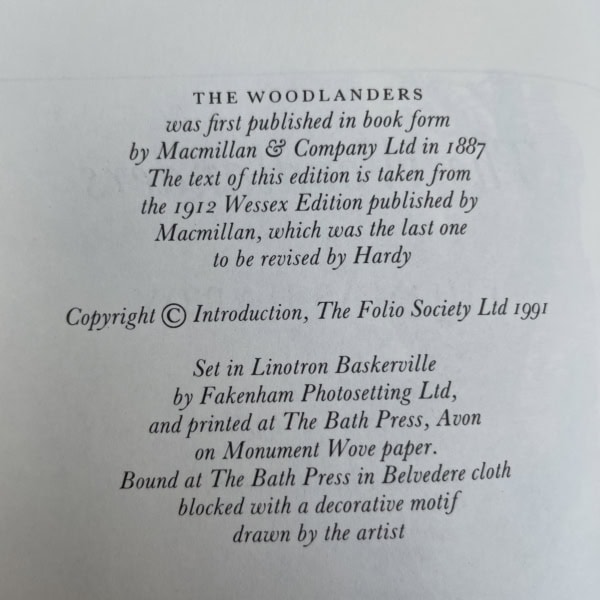 THE WOODLANDERS
was first published in book form
by Macmillan & Company Ltd in 1887
The text of this edition is taken from
the 1912 Wessex Edition published by
Macmillan, which was the last one
to be revised by Hardy
Copyright © Introduction, The Folio Society Ltd 1991
Set in Linotron Baskerville
by Fakenham Photosetting Ltd,
and printed at The Bath Press, Avon
on Monument Wove paper.
Bound at The Bath Press in Belvedere cloth
blocked with a decorative motif
drawn by the artist